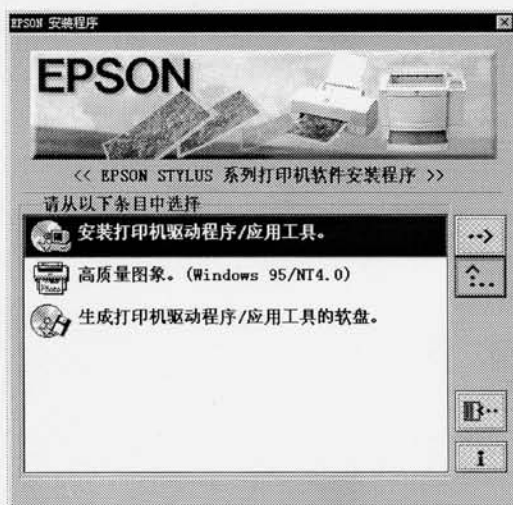 EPSON 安装程序
EPSON
<< EPSON STYLUS 系列打印机软件安装程序 >>
请从以下条目中选择
安装打印机驱动程序/应用工具。
高质量图象。(Windows 95/NT4.0)
Photo
生成打印机驱动程序/应用工具的软盘。
i